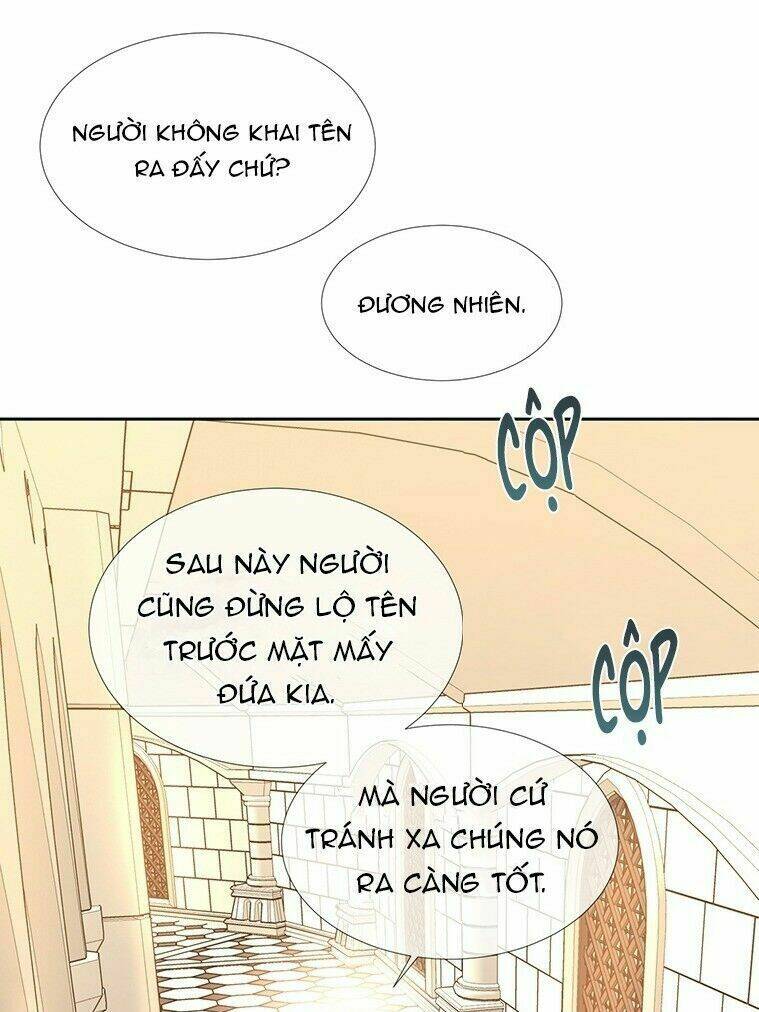 NGƯỜI KHÔNG KHAI TÊN
RA ĐẤY CHỨ?
ĐƯƠNG NHIÊN.
CỘP
SAU NÀY NGƯỜI
CŨNG ĐỪNG LỘ TÊN
TRƯỚC MẶT MẤY
ĐỨA KIA.
CỘP
MÀ NGƯỜI CỨ
TRÁNH XA CHÚNG NÓ
RA CÀNG TỐT.